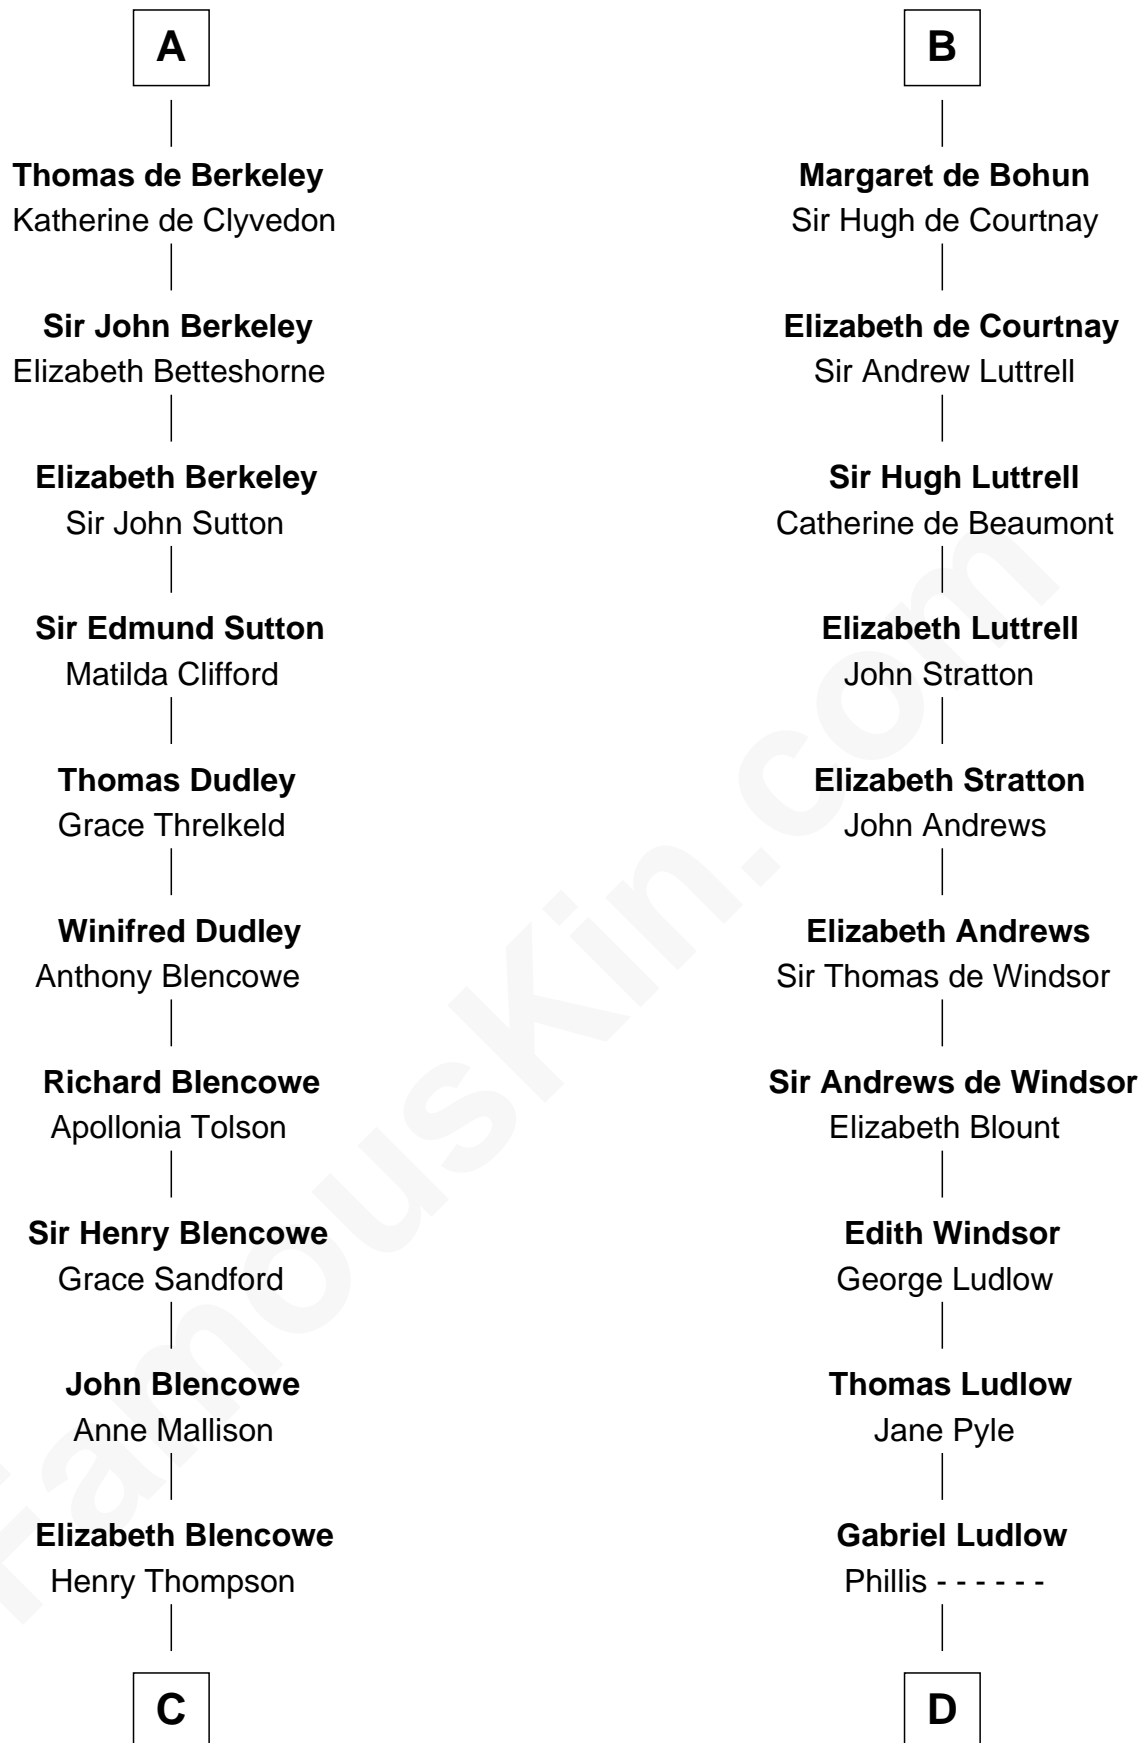 A
Thomas de Berkeley
Katherine de Clyvedon
Sir John Berkeley
Elizabeth Betteshorne
Elizabeth Berkeley
Sir John Sutton
Sir Edmund Sutton
Matilda Clifford
Thomas Dudley
Grace Threlkeld
Winifred Dudley
Anthony Blencowe
Richard Blencowe
Apollonia Tolson
Sir Henry Blencowe
Grace Sandford
John Blencowe
Anne Mallison
Elizabeth Blencowe
Henry Thompson
C
B
Margaret de Bohun
Sir Hugh de Courtnay
Elizabeth de Courtnay
Sir Andrew Luttrell
Sir Hugh Luttrell
Catherine de Beaumont
Elizabeth Luttrell
John Stratton
Elizabeth Stratton
John Andrews
Elizabeth Andrews
Sir Thomas de Windsor
Sir Andrews de Windsor
Elizabeth Blount
Edith Windsor
George Ludlow
Thomas Ludlow
Jane Pyle
Gabriel Ludlow
Phillis - - - - - -
D
FamousKin.com